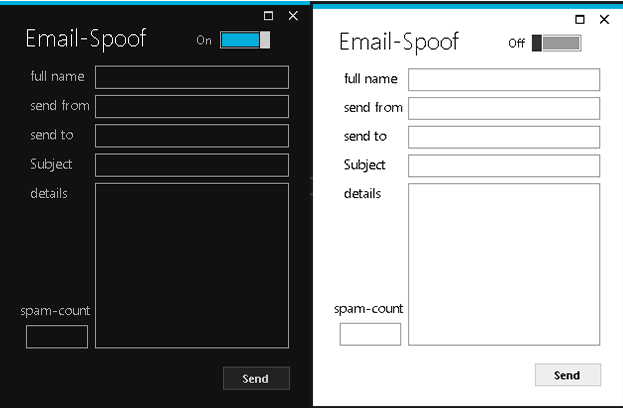 Email-Spoof
On
full name
send from
send to
Subject
details
spam-count
Send
Email-Spoof
Off
full name
send from
send to
Subject
details
spam-count
Send